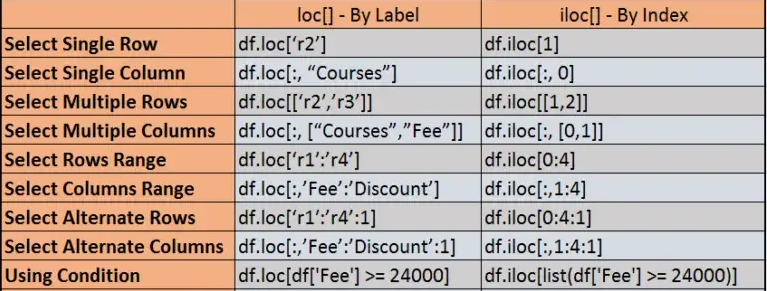 loc[] - By Label iloc[] - By Index
Select Single Row df.loc[‘r2’] df.iloc[1]
Select Single Column df.loc[:, “Courses”] df.iloc[:, 0]
Select Multiple Rows df.loc[[‘r2’,’r3’]] df.iloc[[1,2]]
Select Multiple Columns df.loc[:, [“Courses”,”Fee”]] df.iloc[:, [0,1]]
Select Rows Range df.loc[‘r1’:’r4’] df.iloc[0:4]
Select Columns Range df.loc[:,’Fee’:’Discount’] df.iloc[:,1:4]
Select Alternate Rows df.loc[‘r1’:’r4’:1] df.iloc[0:4:1]
Select Alternate Columns df.loc[:,’Fee’:’Discount’:1] df.iloc[:,1:4:1]
Using Condition df.loc[df['Fee'] >= 24000] df.iloc[list(df['Fee'] >= 24000)]